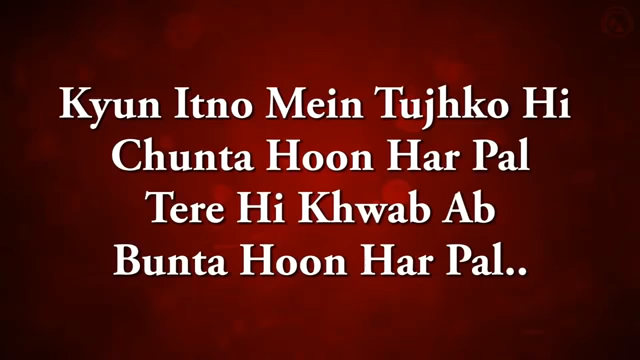 Kyun Itno Mein Tujhko Hi
Chunta Hoon Har Pal
Tere Hi Khwab Ab
Bunta Hoon Har Pal..